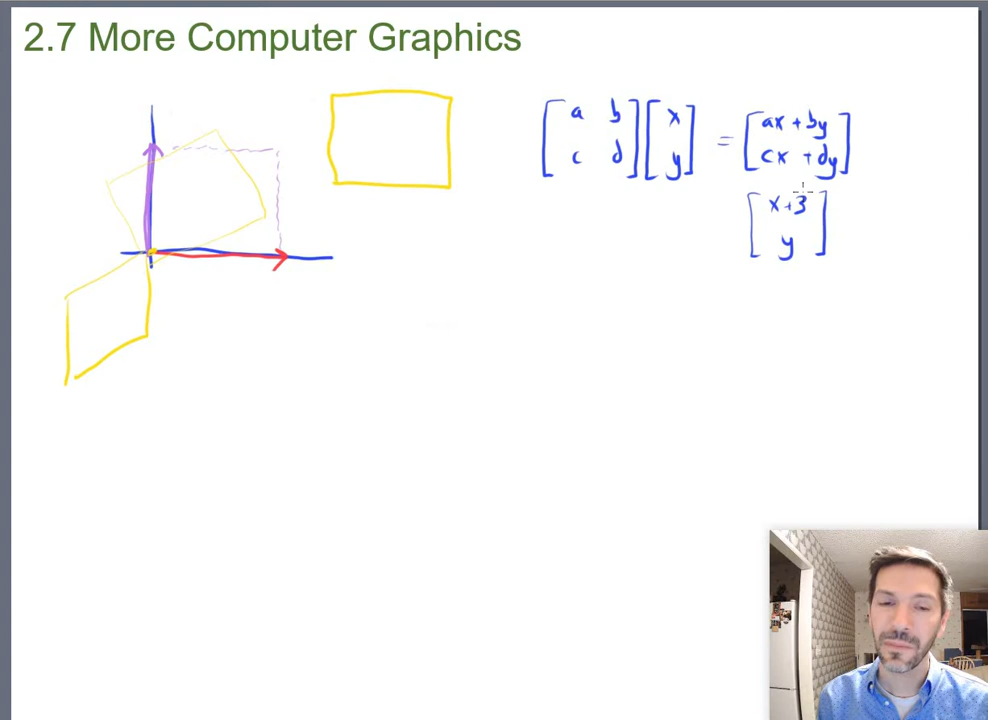 2.7 More Computer Graphics
[a b] [x] = [ax + by]
[c d] [y] [cx + dy]
[x+3]
[y]